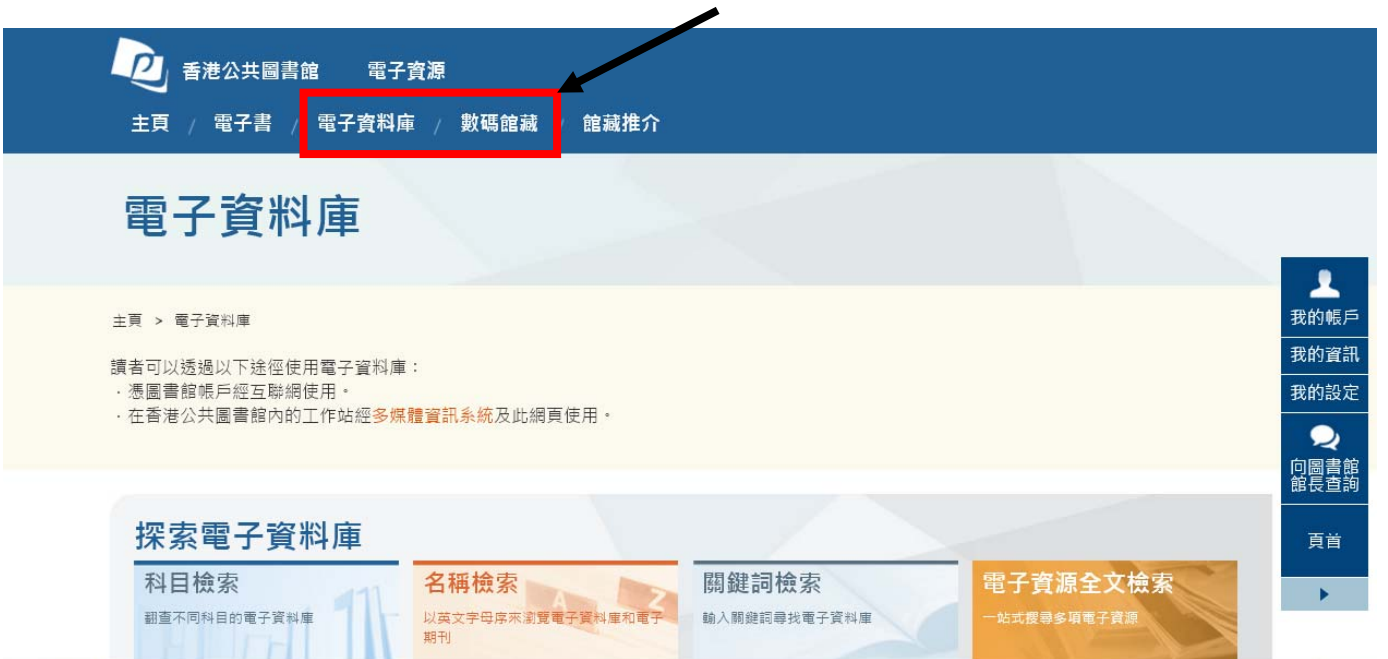 香港公共圖書館 電子資源
主頁 / 電子書 / 電子資料庫 / 數碼館藏 / 館藏推介
電子資料庫
主頁 > 電子資料庫
讀者可以透過以下途徑使用電子資料庫：
· 憑圖書館帳戶經互聯網使用。
· 在香港公共圖書館內的工作站經多媒體資訊系統及此網頁使用。
我的帳戶
我的資訊
我的設定
向圖書館
館長查詢
頁首
探索電子資料庫
科目檢索
翻查不同科目的電子資料庫
名稱檢索
以英文字母序來瀏覽電子資料庫和電子
期刊
關鍵詞檢索
輸入關鍵詞尋找電子資料庫
電子資源全文檢索
一站式搜尋多項電子資源